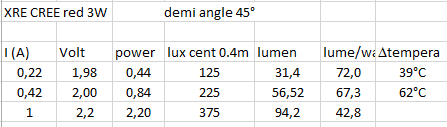 XRE CREE red 3W demi angle 45°
I (A) Volt power lux cent 0.4m lumen lume/wa Δtempera
0,22 1,98 0,44 125 31,4 72,0 39°C
0,42 2,00 0,84 225 56,52 67,3 62°C
1 2,2 2,20 375 94,2 42,8